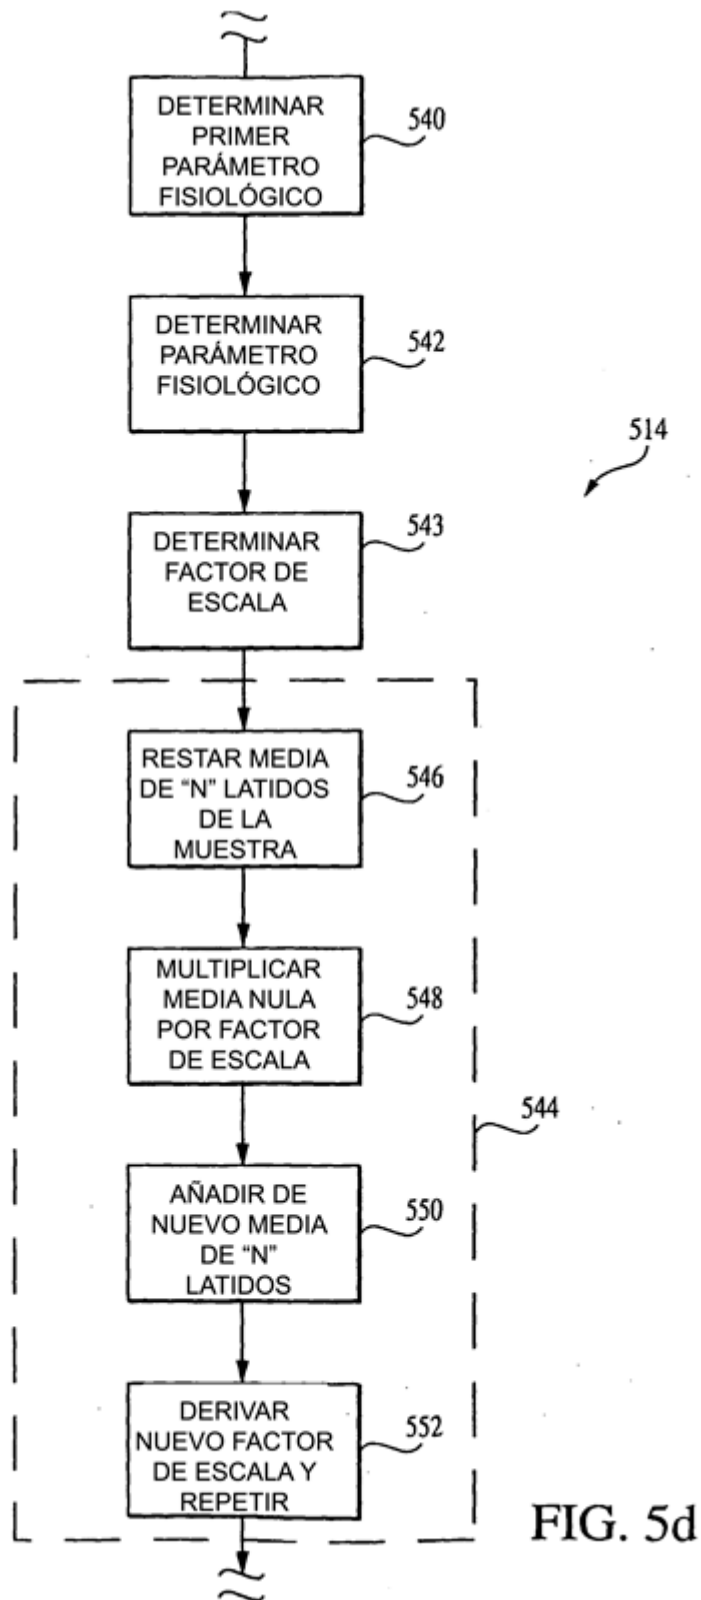 DETERMINAR
PRIMER
PARÁMETRO
FISIOLÓGICO
540
DETERMINAR
PARÁMETRO
FISIOLÓGICO
542
514
DETERMINAR
FACTOR DE
ESCALA
543
RESTAR MEDIA
DE “N” LATIDOS
DE LA
MUESTRA
546
MULTIPLICAR
MEDIA NULA
POR FACTOR
DE ESCALA
548
544
AÑADIR DE
NUEVO MEDIA
DE “N”
LATIDOS
550
DERIVAR
NUEVO FACTOR
DE ESCALA Y
REPETIR
552
FIG. 5d